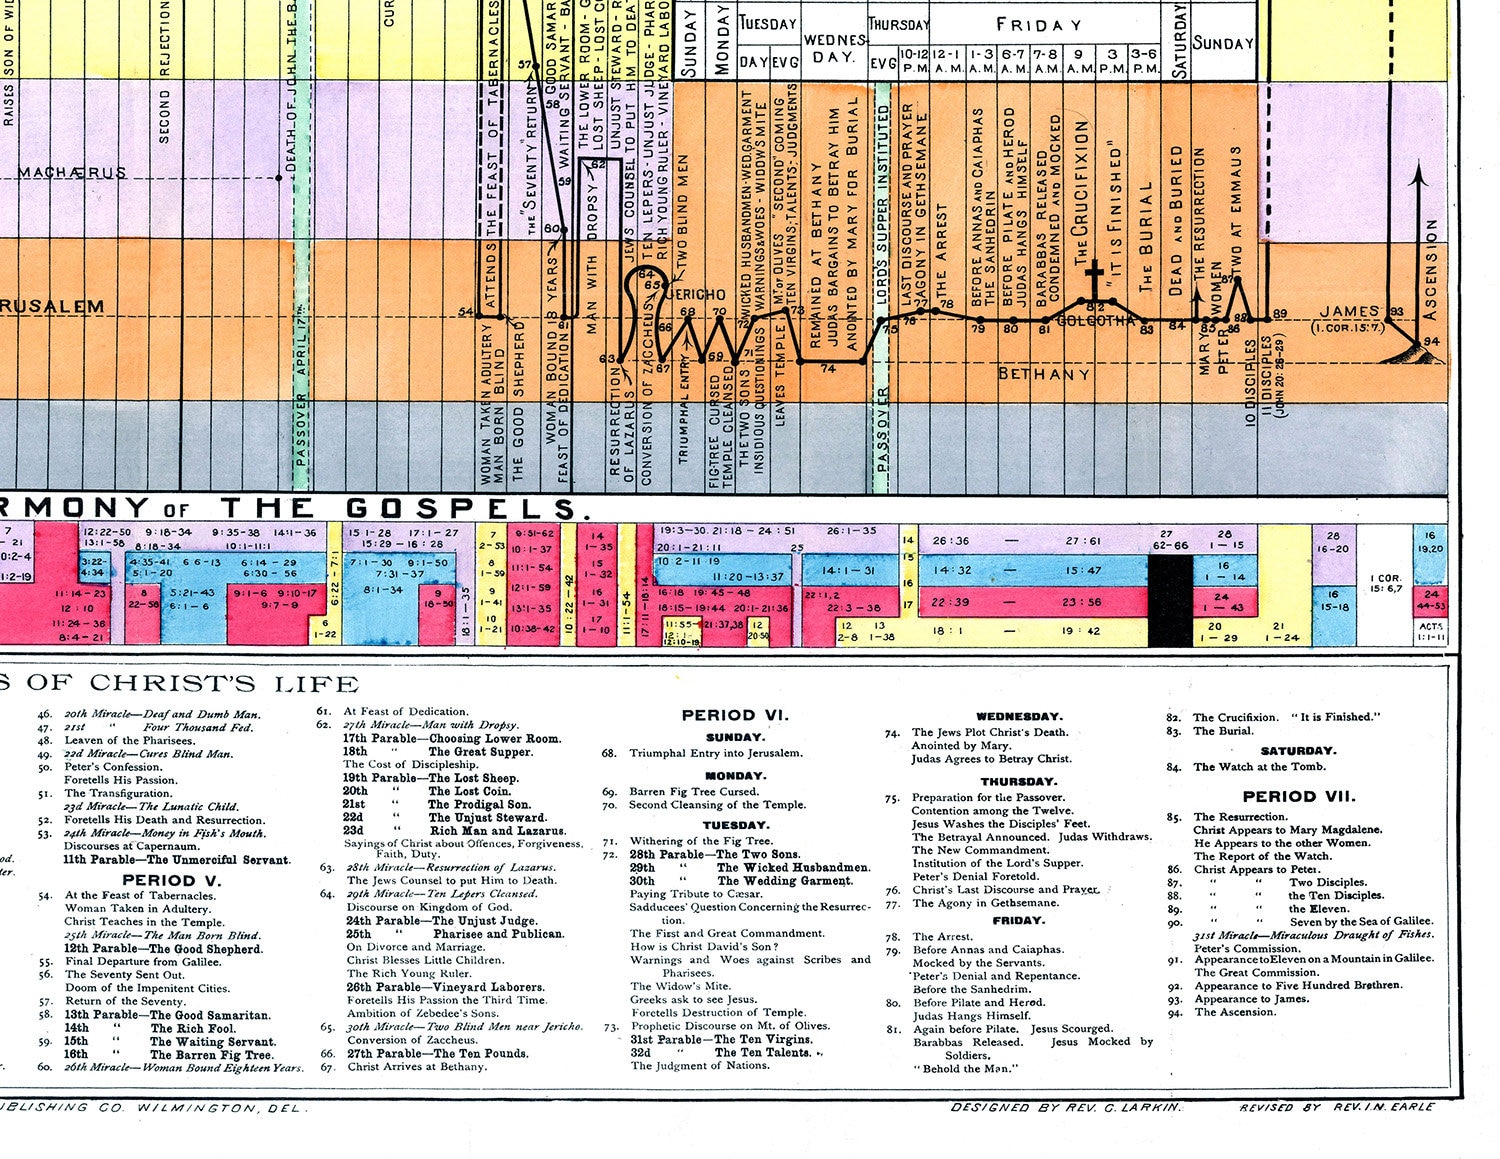 RAISES SON OF WID
SECOND REJECTION
CUR
DEATH OF JOHN THE B.
ATTENDS THE FEAST OF TABERNACLES
57
THE "SEVENTY" RETURN
58
59
60
GOOD SAMAR
WAITING SERVANT - BA
THE LOWER ROOM - G
LOST SHEEP - LOST C
UNJUST STEWARD - R
JEWS COUNSEL TO PUT HIM TO DEAT
TEN LEPERS - UNJUST JUDGE - PHAR
RICH YOUNG RULER - VINEYARD LABO
TWO BLIND MEN
SUNDAY
MONDAY
TUESDAY
DAY EVG
WEDNES-
DAY.
THURSDAY
EVG 10-12 P.M.
FRIDAY
12-1 A.M. 1-3 A.M. 6-7 A.M. 7-8 A.M. 9 A.M. 3 P.M. 3-6 P.M.
SATURDAY
SUNDAY
MACHÆRUS
WICKED HUSBANDMEN-WED.GARMENT
WARNINGS & WOES - WIDOW'S MITE
MT OF OLIVES "SECOND" COMING
TEN VIRGINS; TALENTS; JUDGMENTS
REMAINED AT BETHANY
JUDAS BARGAINS TO BETRAY HIM
ANOINTED BY MARY FOR BURIAL
LORDS SUPPER INSTITUTED
LAST DISCOURSE AND PRAYER
AGONY IN GETHSEMANE
THE ARREST
BEFORE ANNAS AND CAIAPHAS
THE SANHEDRIN
BEFORE PILATE AND HEROD
JUDAS HANGS HIMSELF
BARABBAS RELEASED
CONDEMNED AND MOCKED
THE CRUCIFIXION
"IT IS FINISHED"
THE BURIAL
DEAD AND BURIED
THE RESURRECTION
WOMEN
TWO AT EMMAUS
ASCENSION
RUSALEM
54
62
MAN WITH DROPSY
64
65
JERICHO
66
68
70
72
73
75
76
77
78
79
80
81
82
GOLGOTHA
83
84
85
86
87
88
89
JAMES
(1.COR.15:7.)
93
94
63
67
69
71
74
BETHANY
PASSOVER APRIL 17TH
WOMAN TAKEN ADULTERY
MAN BORN BLIND
THE GOOD SHEPHERD
WOMAN BOUND 18 YEARS
FEAST OF DEDICATION
RESURRECTION
OF LAZARUS
CONVERSION OF ZACCHEUS
TRIUMPHAL ENTRY
FIG-TREE CURSED
TEMPLE CLEANSED
THE TWO SONS
INSIDIOUS QUESTIONINGS
LEAVES TEMPLE
PASSOVER
MARY
PETER
10 DISCIPLES
11 DISCIPLES
(JOHN 20: 26-29)
RMONY OF THE GOSPELS.
7
- 21
12:22-50 9:18-34 9:35-38 14:1-36
13:1-58 8:18-34 10:1-11:1
0:2-4
1:2-19
3:22-
4:34
4:35-41 6 6-13 6:14 - 29
5:1-20 6:30 - 56
11:14-23
12:10
11:24-36
8:4-21
8
22-56
5:21-43
6:1-6
9:1-6 9:10-17
9:7-9
6
1-22
6:22 - 7:1
15 1-28 17:1-27
15:29-16:28
7:1-30 9:1-50
7:31-37
8:1-34
9
18-50
18:1-35
7
2-53
8
1-59
9
1-41
10
1-21
9:51-62
10:1-37
11:1-54
12:1-59
13:1-35
10:38-42
10:22-42
14
1-35
15
1-32
16
1-31
17
1-10
11:1-54
17:11-18:14
19:3-30. 21:18 - 24:51
20:1-21:11 25
10 2-11 19
11:20-13:37
16:18 19:45-48
18:15-19:44 20:1-21:36
11:55-
12:1-
12:10-19
21:37,38
12
20-50
26:1-35
14:1-31
22:1,2
22:3-38
12
2-8
13
1-38
14
15
16
17
26:36 — 27:61
14:32 — 15:47
22:39 — 23:56
18:1 — 19:42
27
62-66
28
1-15
16
1-14
24
1-43
20
1-29
21
1-24
28
16-20
16
15-18
1 COR.
15:6,7
16
19,20
24
44-53
ACTS
1:1-11
S OF CHRIST'S LIFE
46. 20th Miracle—Deaf and Dumb Man.
47. 21st " Four Thousand Fed.
48. Leaven of the Pharisees.
49. 22d Miracle—Cures Blind Man.
50. Peter's Confession.
Foretells His Passion.
51. The Transfiguration.
23d Miracle—The Lunatic Child.
52. Foretells His Death and Resurrection.
53. 24th Miracle—Money in Fish's Mouth.
Discourses at Capernaum.
11th Parable—The Unmerciful Servant.
PERIOD V.
54. At the Feast of Tabernacles.
Woman Taken in Adultery.
Christ Teaches in the Temple.
25th Miracle—The Man Born Blind.
12th Parable—The Good Shepherd.
55. Final Departure from Galilee.
56. The Seventy Sent Out.
Doom of the Impenitent Cities.
57. Return of the Seventy.
58. 13th Parable—The Good Samaritan.
14th " The Rich Fool.
59. 15th " The Waiting Servant.
16th " The Barren Fig Tree.
60. 26th Miracle—Woman Bound Eighteen Years.
61. At Feast of Dedication.
62. 27th Miracle—Man with Dropsy.
17th Parable—Choosing Lower Room.
18th " The Great Supper.
The Cost of Discipleship.
19th Parable—The Lost Sheep.
20th " The Lost Coin.
21st " The Prodigal Son.
22d " The Unjust Steward.
23d " Rich Man and Lazarus.
Sayings of Christ about Offences, Forgiveness,
Faith, Duty.
63. 28th Miracle—Resurrection of Lazarus.
The Jews Counsel to put Him to Death.
64. 29th Miracle—Ten Lepers Cleansed.
Discourse on Kingdom of God.
24th Parable—The Unjust Judge.
25th " Pharisee and Publican.
On Divorce and Marriage.
Christ Blesses Little Children.
The Rich Young Ruler.
26th Parable—Vineyard Laborers.
Foretells His Passion the Third Time.
Ambition of Zebedee's Sons.
65. 30th Miracle—Two Blind Men near Jericho.
Conversion of Zaccheus.
66. 27th Parable—The Ten Pounds.
67. Christ Arrives at Bethany.
PERIOD VI.
SUNDAY.
68. Triumphal Entry into Jerusalem.
MONDAY.
69. Barren Fig Tree Cursed.
70. Second Cleansing of the Temple.
TUESDAY.
71. Withering of the Fig Tree.
72. 28th Parable—The Two Sons.
29th " The Wicked Husbandmen.
30th " The Wedding Garment.
Paying Tribute to Cæsar.
Sadducees' Question Concerning the Resurrec-
tion.
The First and Great Commandment.
How is Christ David's Son?
Warnings and Woes against Scribes and
Pharisees.
The Widow's Mite.
Greeks ask to see Jesus.
Foretells Destruction of Temple.
73. Prophetic Discourse on Mt. of Olives.
31st Parable—The Ten Virgins.
32d " The Ten Talents.
The Judgment of Nations.
WEDNESDAY.
74. The Jews Plot Christ's Death.
Anointed by Mary.
Judas Agrees to Betray Christ.
THURSDAY.
75. Preparation for the Passover.
Contention among the Twelve.
Jesus Washes the Disciples' Feet.
The Betrayal Announced. Judas Withdraws.
The New Commandment.
Institution of the Lord's Supper.
Peter's Denial Foretold.
76. Christ's Last Discourse and Prayer.
77. The Agony in Gethsemane.
FRIDAY.
78. The Arrest.
79. Before Annas and Caiaphas.
Mocked by the Servants.
Peter's Denial and Repentance.
Before the Sanhedrim.
80. Before Pilate and Herod.
Judas Hangs Himself.
81. Again before Pilate. Jesus Scourged.
Barabbas Released. Jesus Mocked by
Soldiers.
"Behold the Man."
82. The Crucifixion. "It is Finished."
83. The Burial.
SATURDAY.
84. The Watch at the Tomb.
PERIOD VII.
85. The Resurrection.
Christ Appears to Mary Magdalene.
He Appears to the other Women.
The Report of the Watch.
86. Christ Appears to Peter.
87. " " Two Disciples.
88. " " the Ten Disciples.
89. " " the Eleven.
90. " " Seven by the Sea of Galilee.
31st Miracle—Miraculous Draught of Fishes.
Peter's Commission.
91. Appearance to Eleven on a Mountain in Galilee.
The Great Commission.
92. Appearance to Five Hundred Brethren.
93. Appearance to James.
94. The Ascension.
UBLISHING CO. WILMINGTON, DEL.
DESIGNED BY REV. C. LARKIN.
REVISED BY REV. I.N. EARLE